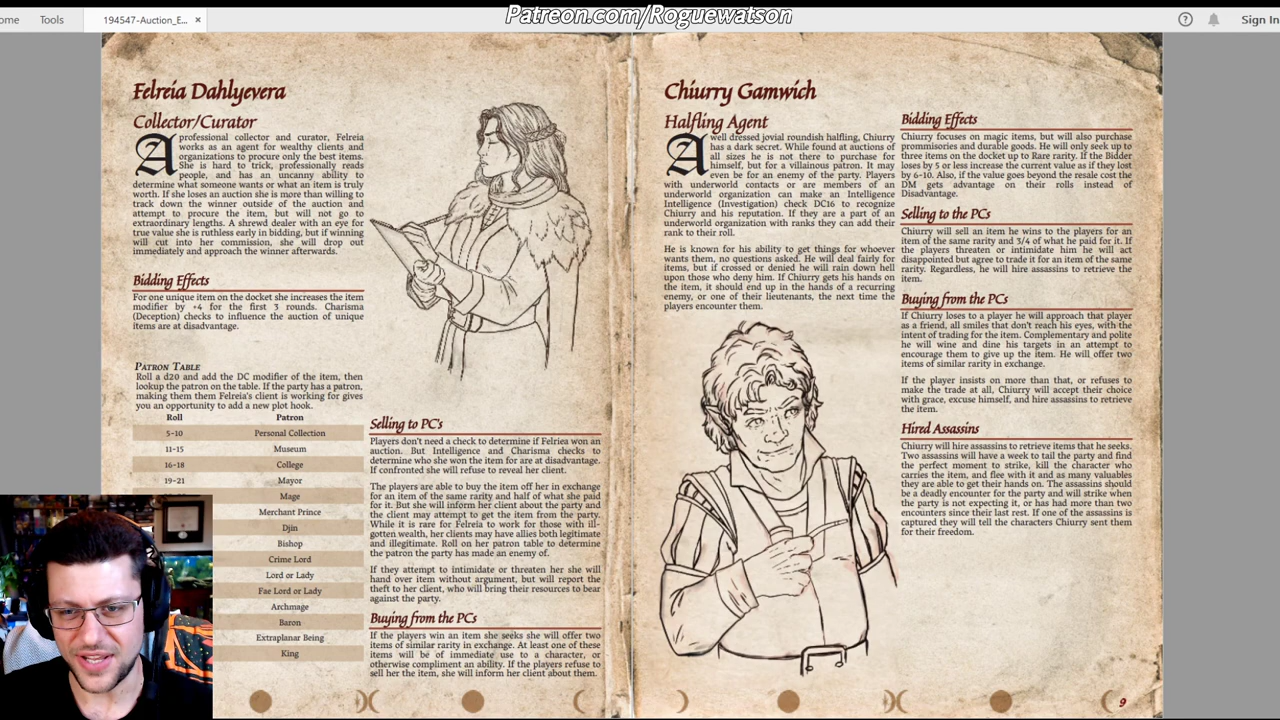 Patreon.com/Roguewatson
ome
Tools
194547-Auction_E...
×
?
Sign In
Felreia Dahlyevera
Collector/Curator
A professional collector and curator, Felreia
works as an agent for wealthy clients and
organizations to procure only the best items.
She is hard to trick, professionally reads
people, and has an uncanny ability to
determine what someone wants or what an item is truly
worth. If she loses an auction she is more than willing to
track down the winner outside of the auction and
attempt to procure the item, but will not go to
extraordinary lengths. A shrewd dealer with an eye for
true value she is ruthless early in bidding, but if winning
will cut into her commission, she will drop out
immediately and approach the winner afterwards.
Bidding Effects
For one unique item on the docket she increases the item
modifier by +4 for the first 3 rounds. Charisma
(Deception) checks to influence the auction of unique
items are at disadvantage.
Patron Table
Roll a d20 and add the DC modifier of the item, then
lookup the patron on the table. If the party has a patron,
making them them Felreia's client is working for gives
you an opportunity to add a new plot hook.
Roll Patron
5-10 Personal Collection
11-15 Museum
16-18 College
19-21 Mayor
Mage
Merchant Prince
Djin
Bishop
Crime Lord
Lord or Lady
Fae Lord or Lady
Archmage
Baron
Extraplanar Being
King
Selling to PC's
Players don't need a check to determine if Felriea won an
auction. But Intelligence and Charisma checks to
determine who she won the item for are at disadvantage.
If confronted she will refuse to reveal her client.
The players are able to buy the item off her in exchange
for an item of the same rarity and half of what she paid
for it. But she will inform her client about the party and
the client may attempt to get the item from the party.
While it is rare for Felreia to work for those with ill-
gotten wealth, her clients may have allies both legitimate
and illegitimate. Roll on her patron table to determine
the patron the party has made an enemy of.
If they attempt to intimidate or threaten her she will
hand over item without argument, but will report the
theft to her client, who will bring their resources to bear
against the party.
Buying from the PCs
If the players win an item she seeks she will offer two
items of similar rarity in exchange. At least one of these
items will be of immediate use to a character, or
otherwise compliment an ability. If the players refuse to
sell her the item, she will inform her client about them.
Chiurry Gamwich
Halfling Agent
A well dressed jovial roundish halfling, Chiurry
has a dark secret. While found at auctions of
all sizes he is not there to purchase for
himself, but for a villainous patron. It may
even be for an enemy of the party. Players
with underworld contacts or are members of an
underworld organization can make an Intelligence
Intelligence (Investigation) check DC16 to recognize
Chiurry and his reputation. If they are a part of an
underworld organization with ranks they can add their
rank to their roll.
He is known for his ability to get things for whoever
wants them, no questions asked. He will deal fairly for
items, but if crossed or denied he will rain down hell
upon those who deny him. If Chiurry gets his hands on
the item, it should end up in the hands of a recurring
enemy, or one of their lieutenants, the next time the
players encounter them.
Bidding Effects
Chiurry focuses on magic items, but will also purchase
prommisories and durable goods. He will only seek up to
three items on the docket up to Rare rarity. If the Bidder
loses by 5 or less increase the current value as if they lost
by 6-10. Also, if the value goes beyond the resale cost the
DM gets advantage on their rolls instead of
Disadvantage.
Selling to the PCs
Chiurry will sell an item he wins to the players for an
item of the same rarity and 3/4 of what he paid for it. If
the players threaten or intimidate him he will act
disappointed but agree to trade it for an item of the same
rarity. Regardless, he will hire assassins to retrieve the
item.
Buying from the PCs
If Chiurry loses to a player he will approach that player
as a friend, all smiles that don't reach his eyes, with the
intent of trading for the item. Complementary and polite
he will wine and dine his targets in an attempt to
encourage them to give up the item. He will offer two
items of similar rarity in exchange.
If the player insists on more than that, or refuses to
make the trade at all, Chiurry will accept their choice
with grace, excuse himself, and hire assassins to retrieve
the item.
Hired Assassins
Chiurry will hire assassins to retrieve items that he seeks.
Two assassins will have a week to tail the party and find
the perfect moment to strike, kill the character who
carries the item, and flee with it and as many valuables
they are able to get their hands on. The assassins should
be a deadly encounter for the party and will strike when
the party is not expecting it, or has had more than two
encounters since their last rest. If one of the assassins is
captured they will tell the characters Chiurry sent them
for their freedom.
9